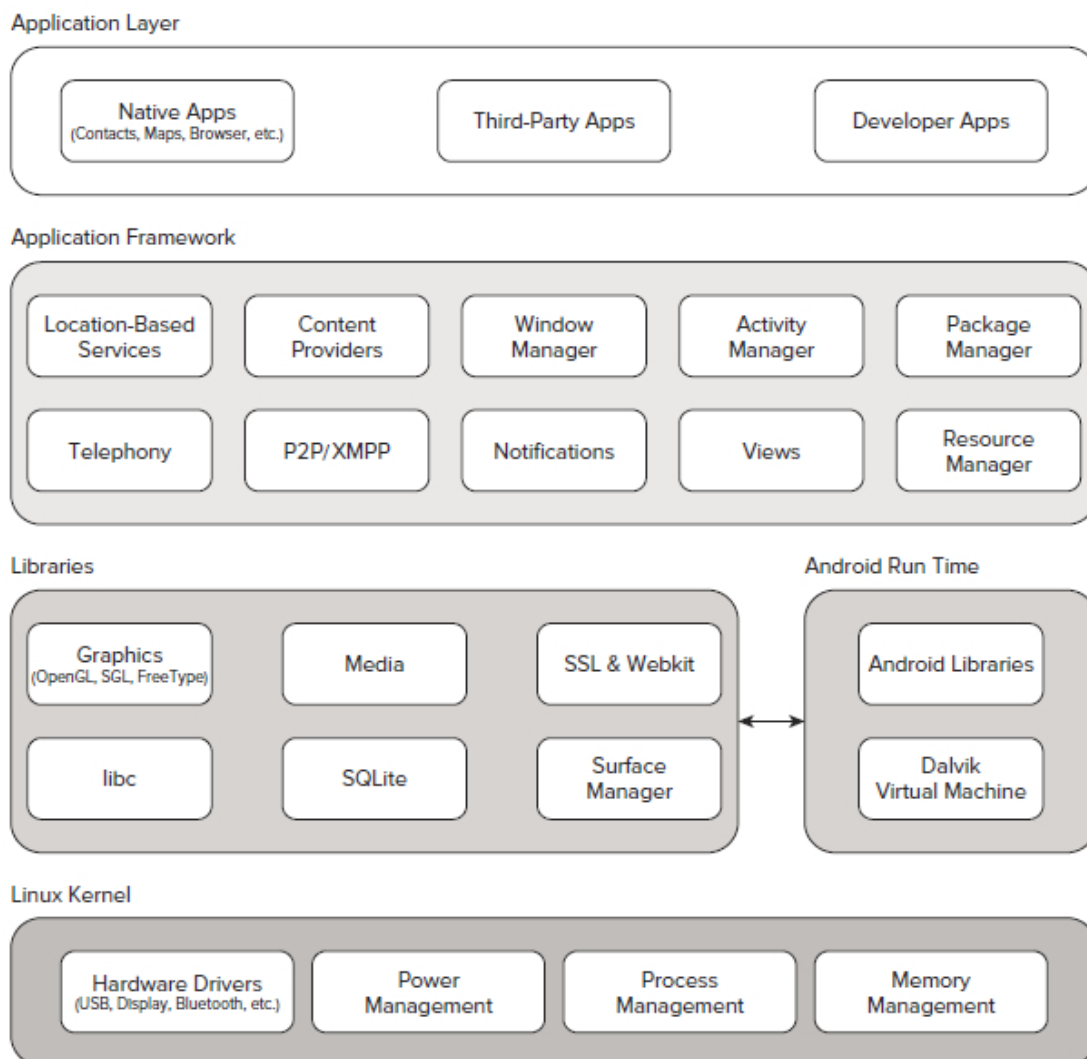 Application Layer
Native Apps
(Contacts, Maps, Browser, etc.)
Third-Party Apps
Developer Apps
Application Framework
Location-Based
Services
Content
Providers
Window
Manager
Activity
Manager
Package
Manager
Telephony
P2P/XMPP
Notifications
Views
Resource
Manager
Libraries
Graphics
(OpenGL, SGL, FreeType)
Media
SSL & Webkit
libc
SQLite
Surface
Manager
Android Run Time
Android Libraries
Dalvik
Virtual Machine
Linux Kernel
Hardware Drivers
(USB, Display, Bluetooth, etc.)
Power
Management
Process
Management
Memory
Management